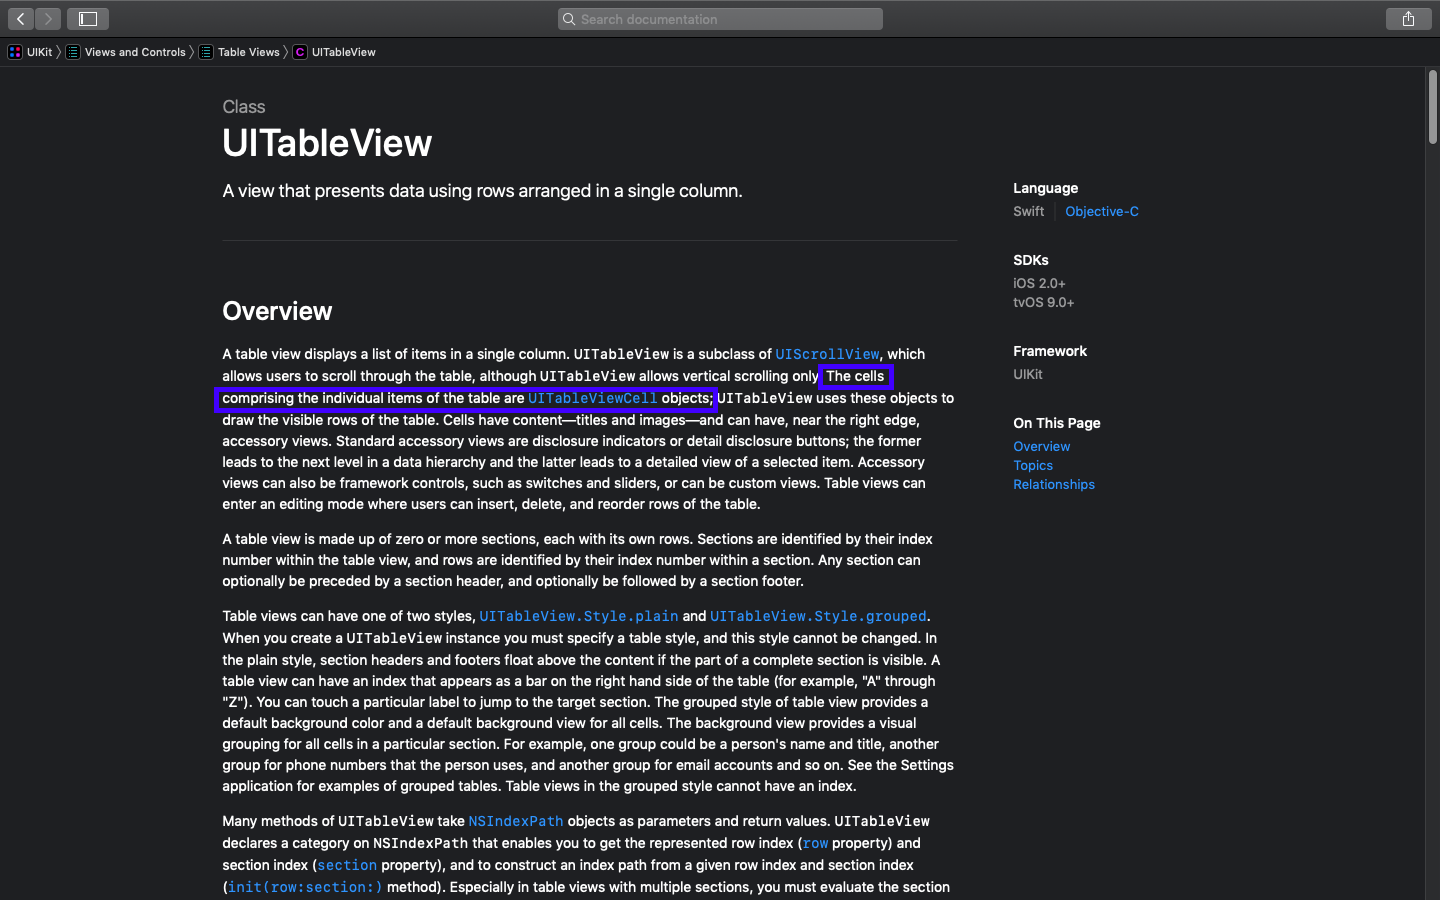 Search documentation
UIKit
Views and Controls
Table Views
C UITableView
Class
UITableView
A view that presents data using rows arranged in a single column.
Overview
A table view displays a list of items in a single column. UITableView is a subclass of UIScrollView, which
allows users to scroll through the table, although UITableView allows vertical scrolling only The cells
comprising the individual items of the table are UITableViewCell objects; UITableView uses these objects to
draw the visible rows of the table. Cells have content—titles and images—and can have, near the right edge,
accessory views. Standard accessory views are disclosure indicators or detail disclosure buttons; the former
leads to the next level in a data hierarchy and the latter leads to a detailed view of a selected item. Accessory
views can also be framework controls, such as switches and sliders, or can be custom views. Table views can
enter an editing mode where users can insert, delete, and reorder rows of the table.
A table view is made up of zero or more sections, each with its own rows. Sections are identified by their index
number within the table view, and rows are identified by their index number within a section. Any section can
optionally be preceded by a section header, and optionally be followed by a section footer.
Table views can have one of two styles, UITableView.Style.plain and UITableView.Style.grouped.
When you create a UITableView instance you must specify a table style, and this style cannot be changed. In
the plain style, section headers and footers float above the content if the part of a complete section is visible. A
table view can have an index that appears as a bar on the right hand side of the table (for example, "A" through
"Z"). You can touch a particular label to jump to the target section. The grouped style of table view provides a
default background color and a default background view for all cells. The background view provides a visual
grouping for all cells in a particular section. For example, one group could be a person's name and title, another
group for phone numbers that the person uses, and another group for email accounts and so on. See the Settings
application for examples of grouped tables. Table views in the grouped style cannot have an index.
Many methods of UITableView take NSIndexPath objects as parameters and return values. UITableView
declares a category on NSIndexPath that enables you to get the represented row index (row property) and
section index (section property), and to construct an index path from a given row index and section index
(init(row:section:) method). Especially in table views with multiple sections, you must evaluate the section
Language
Swift
Objective-C
SDKs
iOS 2.0+
tvOS 9.0+
Framework
UIKit
On This Page
Overview
Topics
Relationships